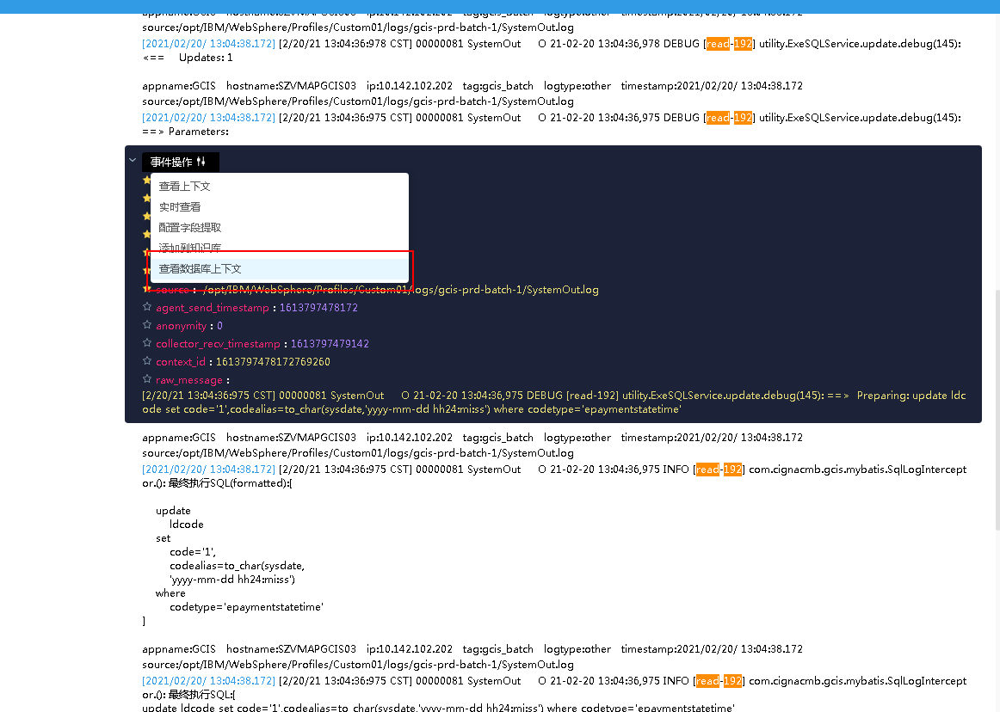 appname:GCIS hostname:SZVMAPGCIS03 ip:10.142.102.202 tag:gcis_batch logtype:other timestamp:2021/02/20/ 13:04:38.172
source:/opt/IBM/WebSphere/Profiles/Custom01/logs/gcis-prd-batch-1/SystemOut.log
[2021/02/20/ 13:04:38.172] [2/20/21 13:04:36:978 CST] 00000081 SystemOut O 21-02-20 13:04:36,978 DEBUG [read-192] utility.ExeSQLService.update.debug(145):
<== Updates: 1
appname:GCIS hostname:SZVMAPGCIS03 ip:10.142.102.202 tag:gcis_batch logtype:other timestamp:2021/02/20/ 13:04:38.172
source:/opt/IBM/WebSphere/Profiles/Custom01/logs/gcis-prd-batch-1/SystemOut.log
[2021/02/20/ 13:04:38.172] [2/20/21 13:04:36:975 CST] 00000081 SystemOut O 21-02-20 13:04:36,975 DEBUG [read-192] utility.ExeSQLService.update.debug(145):
==> Parameters:
事件操作
查看上下文
实时查看
配置字段提取
添加到知识库
查看数据库上下文
source : /opt/IBM/WebSphere/Profiles/Custom01/logs/gcis-prd-batch-1/SystemOut.log
agent_send_timestamp : 1613797478172
anonymity : 0
collector_recv_timestamp : 1613797479142
context_id : 1613797478172769260
raw_message :
[2/20/21 13:04:36:975 CST] 00000081 SystemOut O 21-02-20 13:04:36,975 DEBUG [read-192] utility.ExeSQLService.update.debug(145): ==> Preparing: update ldc
ode set code='1',codealias=to_char(sysdate,'yyyy-mm-dd hh24:mi:ss') where codetype='epaymentstatetime'
appname:GCIS hostname:SZVMAPGCIS03 ip:10.142.102.202 tag:gcis_batch logtype:other timestamp:2021/02/20/ 13:04:38.172
source:/opt/IBM/WebSphere/Profiles/Custom01/logs/gcis-prd-batch-1/SystemOut.log
[2021/02/20/ 13:04:38.172] [2/20/21 13:04:36:975 CST] 00000081 SystemOut O 21-02-20 13:04:36,975 INFO [read-192] com.cignacmb.gcis.mybatis.SqlLogIntercept
or.(): 最终执行SQL(formatted):[
update
ldcode
set
code='1',
codealias=to_char(sysdate,
'yyyy-mm-dd hh24:mi:ss')
where
codetype='epaymentstatetime'
]
appname:GCIS hostname:SZVMAPGCIS03 ip:10.142.102.202 tag:gcis_batch logtype:other timestamp:2021/02/20/ 13:04:38.172
source:/opt/IBM/WebSphere/Profiles/Custom01/logs/gcis-prd-batch-1/SystemOut.log
[2021/02/20/ 13:04:38.172] [2/20/21 13:04:36:975 CST] 00000081 SystemOut O 21-02-20 13:04:36,975 INFO [read-192] com.cignacmb.gcis.mybatis.SqlLogIntercept
or.(): 最终执行SQL:[
update ldcode set code='1',codealias=to_char(sysdate,'yyyy-mm-dd hh24:mi:ss') where codetype='epaymentstatetime'